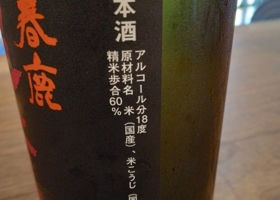 本酒
アルコール分18度
原材料名 米(国産)、米こうじ(国
精米歩合60%
春鹿